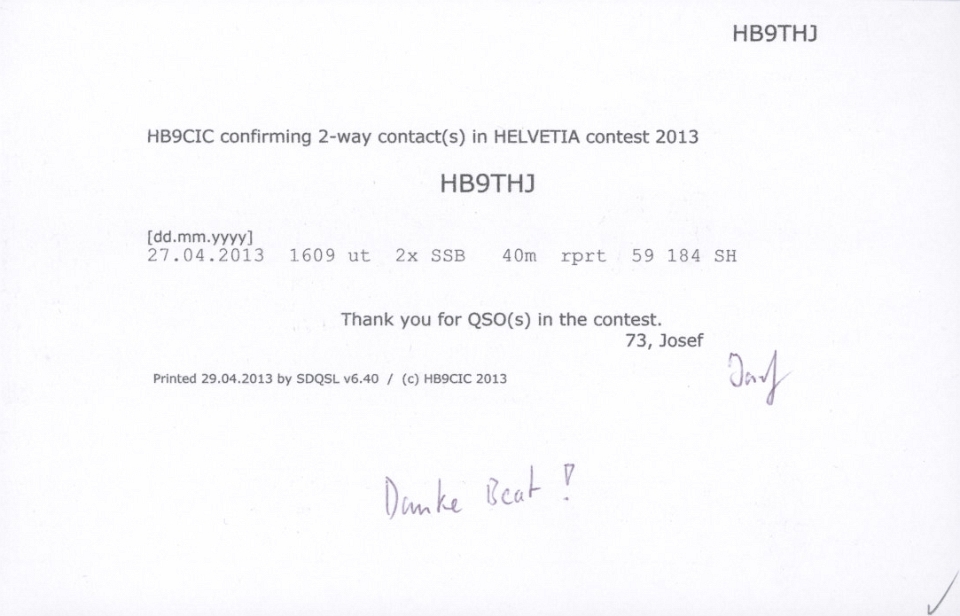 HB9THJ
HB9CIC confirming 2-way contact(s) in HELVETIA contest 2013
HB9THJ
[dd.mm.yyyy]
27.04.2013 1609 ut 2x SSB 40m rprt 59 184 SH
Thank you for QSO(s) in the contest.
73, Josef
Josef
Printed 29.04.2013 by SDQSL v6.40 / (c) HB9CIC 2013
Danke Beat !